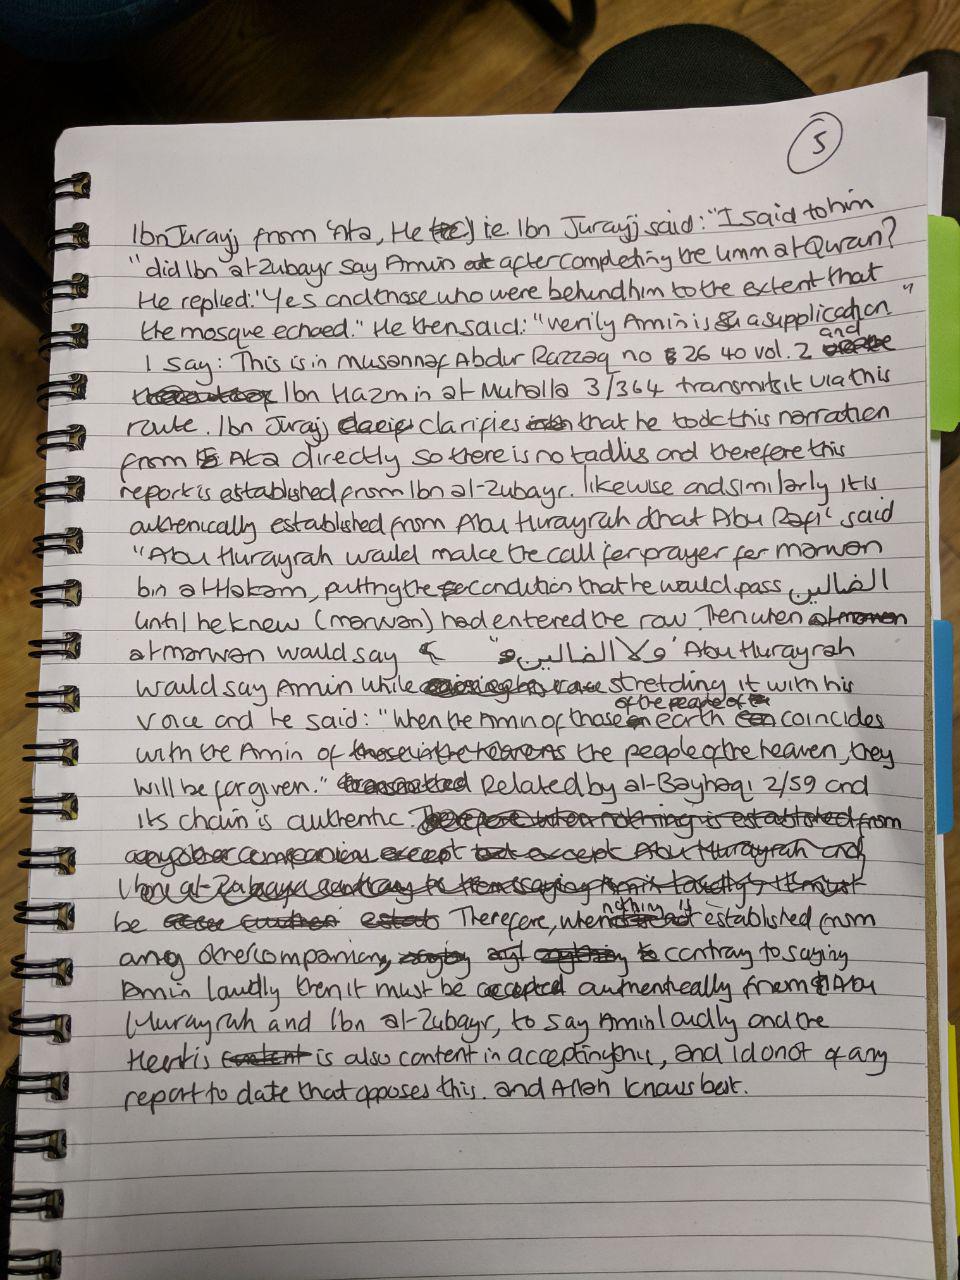 5
Ibn Jurayj from 'Ata, He ie. Ibn Jurayj said: "I said to him
"did Ibn al-Zubayr say Amin after completing the Umm al-Quran?
He replied: "Yes and those who were behind him to the extent that
the mosque echoed." He then said: "verily Amin is a supplication"
I say: This is in musannaf Abdur Razzaq no 26 40 vol. 2 and
Ibn Hazm in al-Muhalla 3/364 transmits it via this
route. Ibn Jurajj clarifies that he took this narration
from Ata directly so there is no tadlis and therefore this
report is established from Ibn al-Zubayr. likewise and similarly it is
authenically established from Abu Hurayrah that Abu Rafi' said
"Abu Hurayrah would make the call for prayer for marwan
bin al-Hakam, putting the condition that he would pass الضالين
until he knew (marwan) had entered the row. Then when
al marwan would say "ولا الضالين" Abu Hurayrah
would say Amin while stretching it with his
voice and he said: "When the Amin of those of the people of earth coincides
with the Amin of the people of the heaven, they
will be forgiven." Related by al-Bayhaqi 2/59 and
its chain is authentic.
be Therefore, when nothing is established from
any other companion, contray to saying
Amin loudly then it must be authentically from Abu
Hurayrah and Ibn al-Zubayr, to say Amin loudly and the
Heart is is also content in accepting this, and I do not of any
report to date that opposes this. and Allah knows best.